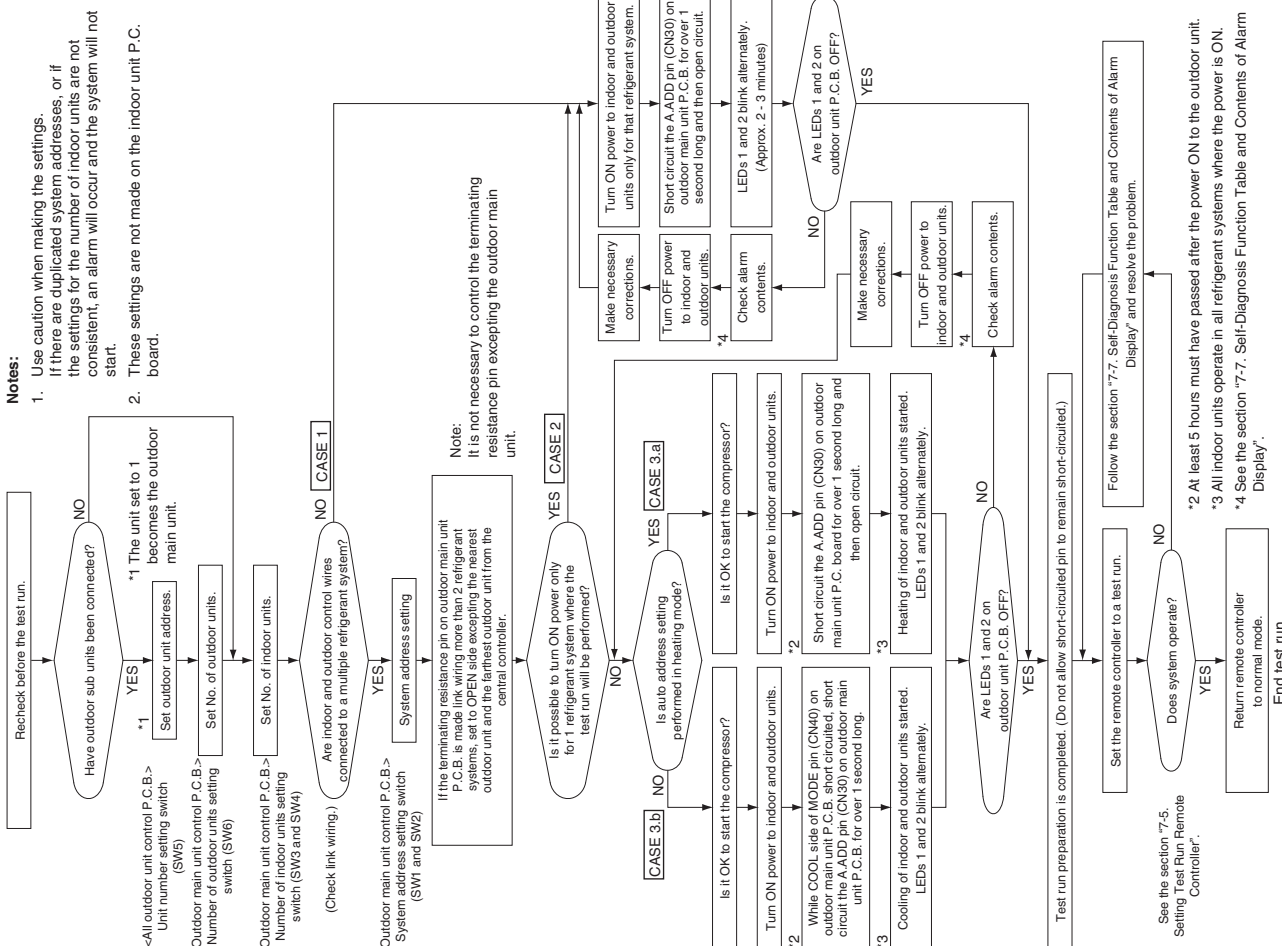 Recheck before the test run.
Have outdoor sub units been connected?
NO
YES
*1
*1 The unit set to 1
becomes the outdoor
main unit.
<All outdoor unit control P.C.B.>
Unit number setting switch
(SW5)
Set outdoor unit address.
Outdoor main unit control P.C.B.>
Number of outdoor units setting
switch (SW6)
Set No. of outdoor units.
Outdoor main unit control P.C.B.>
Number of indoor units setting
switch (SW3 and SW4)
Set No. of indoor units.
(Check link wiring.)
Are indoor and outdoor control wires
connected to a multiple refrigerant system?
NO
CASE 1
YES
Outdoor main unit control P.C.B.>
System address setting switch
(SW1 and SW2)
System address setting
If the terminating resistance pin on outdoor main unit
P.C.B. is made link wiring more than 2 refrigerant
systems, set to OPEN side excepting the nearest
outdoor unit and the farthest outdoor unit from the
central controller.
Note:
It is not necessary to control the terminating
resistance pin excepting the outdoor main
unit.
Is it possible to turn ON power only
for 1 refrigerant system where the
test run will be performed?
YES
CASE 2
NO
Is auto address setting
performed in heating mode?
NO
CASE 3.b
YES
CASE 3.a
Is it OK to start the compressor?
Turn ON power to indoor and outdoor units.
*2
While COOL side of MODE pin (CN40) on
outdoor main unit P.C.B. short circuited, short
circuit the A.ADD pin (CN30) on outdoor main
unit P.C.B. for over 1 second long.
*3
Cooling of indoor and outdoor units started.
LEDs 1 and 2 blink alternately.
Is it OK to start the compressor?
Turn ON power to indoor and outdoor units.
*2
Short circuit the A.ADD pin (CN30) on outdoor
main unit P.C. board for over 1 second long and
then open circuit.
*3
Heating of indoor and outdoor units started.
LEDs 1 and 2 blink alternately.
Are LEDs 1 and 2 on
outdoor unit P.C.B. OFF?
NO
YES
Make necessary
corrections.
Turn OFF power to
indoor and outdoor units.
*4
Check alarm contents.
Notes:
1. Use caution when making the settings.
If there are duplicated system addresses, or if
the settings for the number of indoor units are not
consistent, an alarm will occur and the system will not
start.
2. These settings are not made on the indoor unit P.C.
board.
Turn ON power to indoor and outdoor
units only for that refrigerant system.
Short circuit the A.ADD pin (CN30) on
outdoor main unit P.C.B. for over 1
second long and then open circuit.
LEDs 1 and 2 blink alternately.
(Approx. 2 - 3 minutes)
Are LEDs 1 and 2 on
outdoor unit P.C.B. OFF?
NO
YES
Make necessary
corrections.
Turn OFF power
to indoor and
outdoor units.
*4
Check alarm
contents.
Test run preparation is completed. (Do not allow short-circuited pin to remain short-circuited.)
See the section "7-5.
Setting Test Run Remote
Controller".
Set the remote controller to a test run.
Does system operate?
NO
YES
Follow the section "7-7. Self-Diagnosis Function Table and Contents of Alarm
Display" and resolve the problem.
Return remote controller
to normal mode.
End test run
*2 At least 5 hours must have passed after the power ON to the outdoor unit.
*3 All indoor units operate in all refrigerant systems where the power is ON.
*4 See the section "7-7. Self-Diagnosis Function Table and Contents of Alarm
Display".